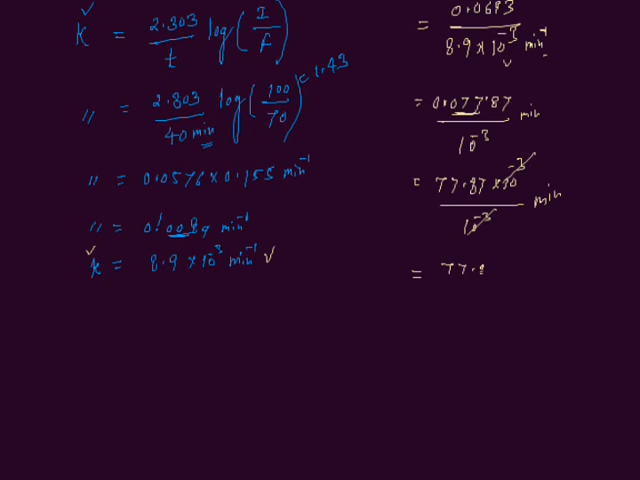 ✓
K = 2.303/t log(I/F)
〃 = 2.303/40 min log(100/70) = 1.43
〃 = 0.0576 × 0.155 min⁻¹
〃 = 0.0089 min⁻¹
✓
k = 8.9 × 10⁻³ min⁻¹ ✓
= 0.0693/8.9 × 10⁻³ min⁻¹
= 0.07787/10⁻³ min
= 77.87 × 10⁻³/10⁻³ min
= 77.8